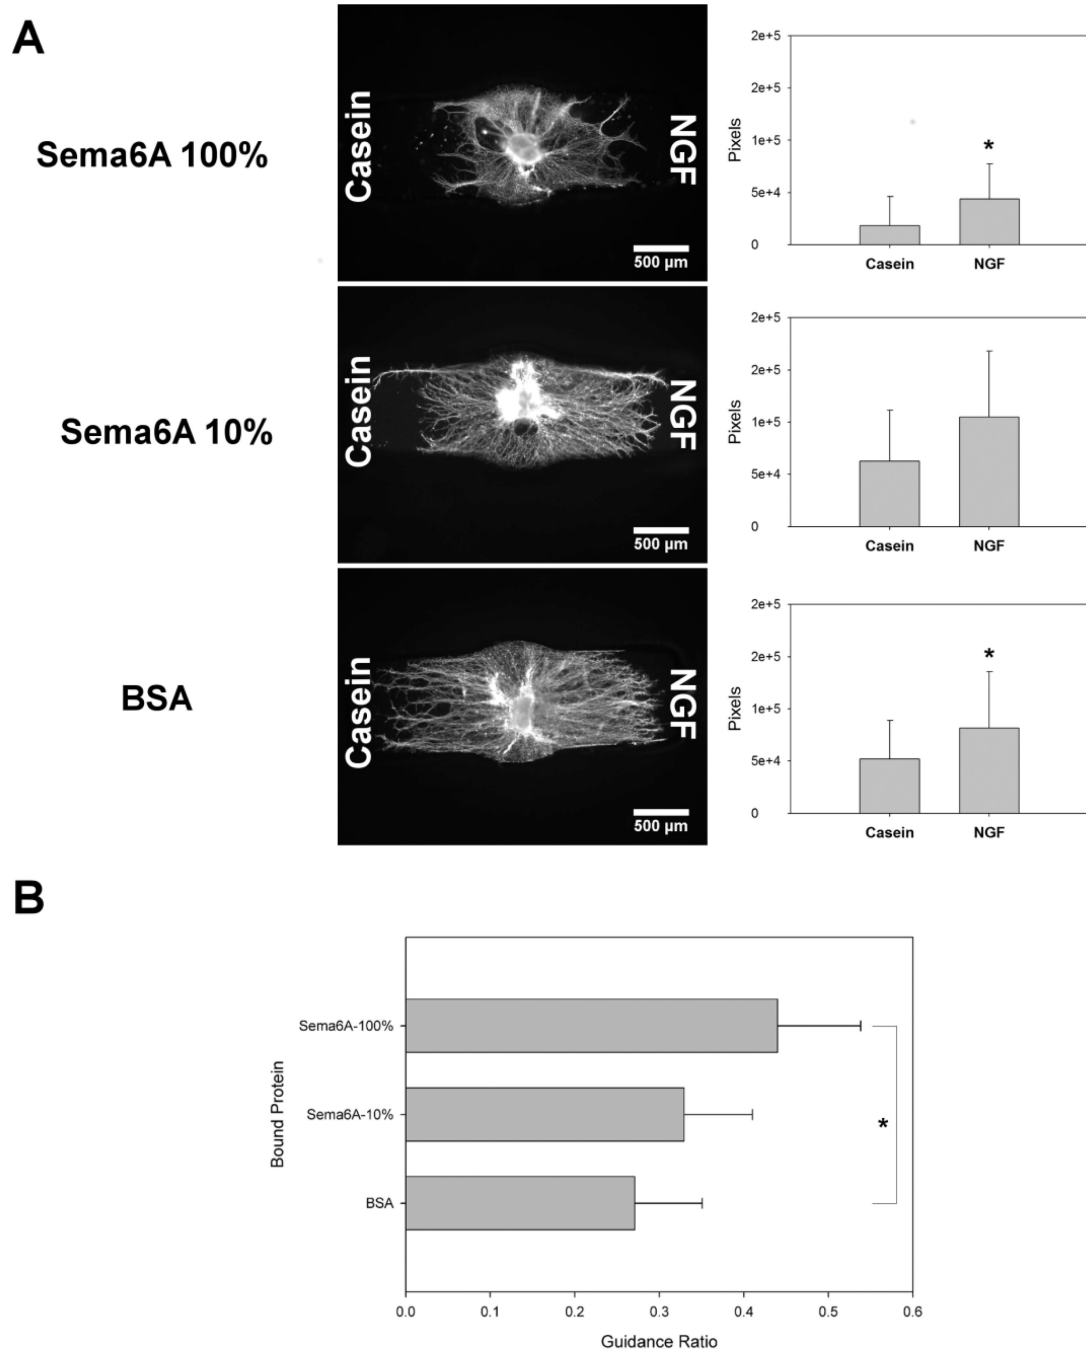 A
Sema6A 100%
Casein
NGF
500 µm
2e+5
2e+5
1e+5
5e+4
0
Pixels
*
Casein NGF
Sema6A 10%
Casein
NGF
500 µm
2e+5
2e+5
1e+5
5e+4
0
Pixels
Casein NGF
BSA
Casein
NGF
500 µm
2e+5
2e+5
1e+5
5e+4
0
Pixels
*
Casein NGF
B
Bound Protein
Sema6A-100%
Sema6A-10%
*
BSA
0.0 0.1 0.2 0.3 0.4 0.5 0.6
Guidance Ratio